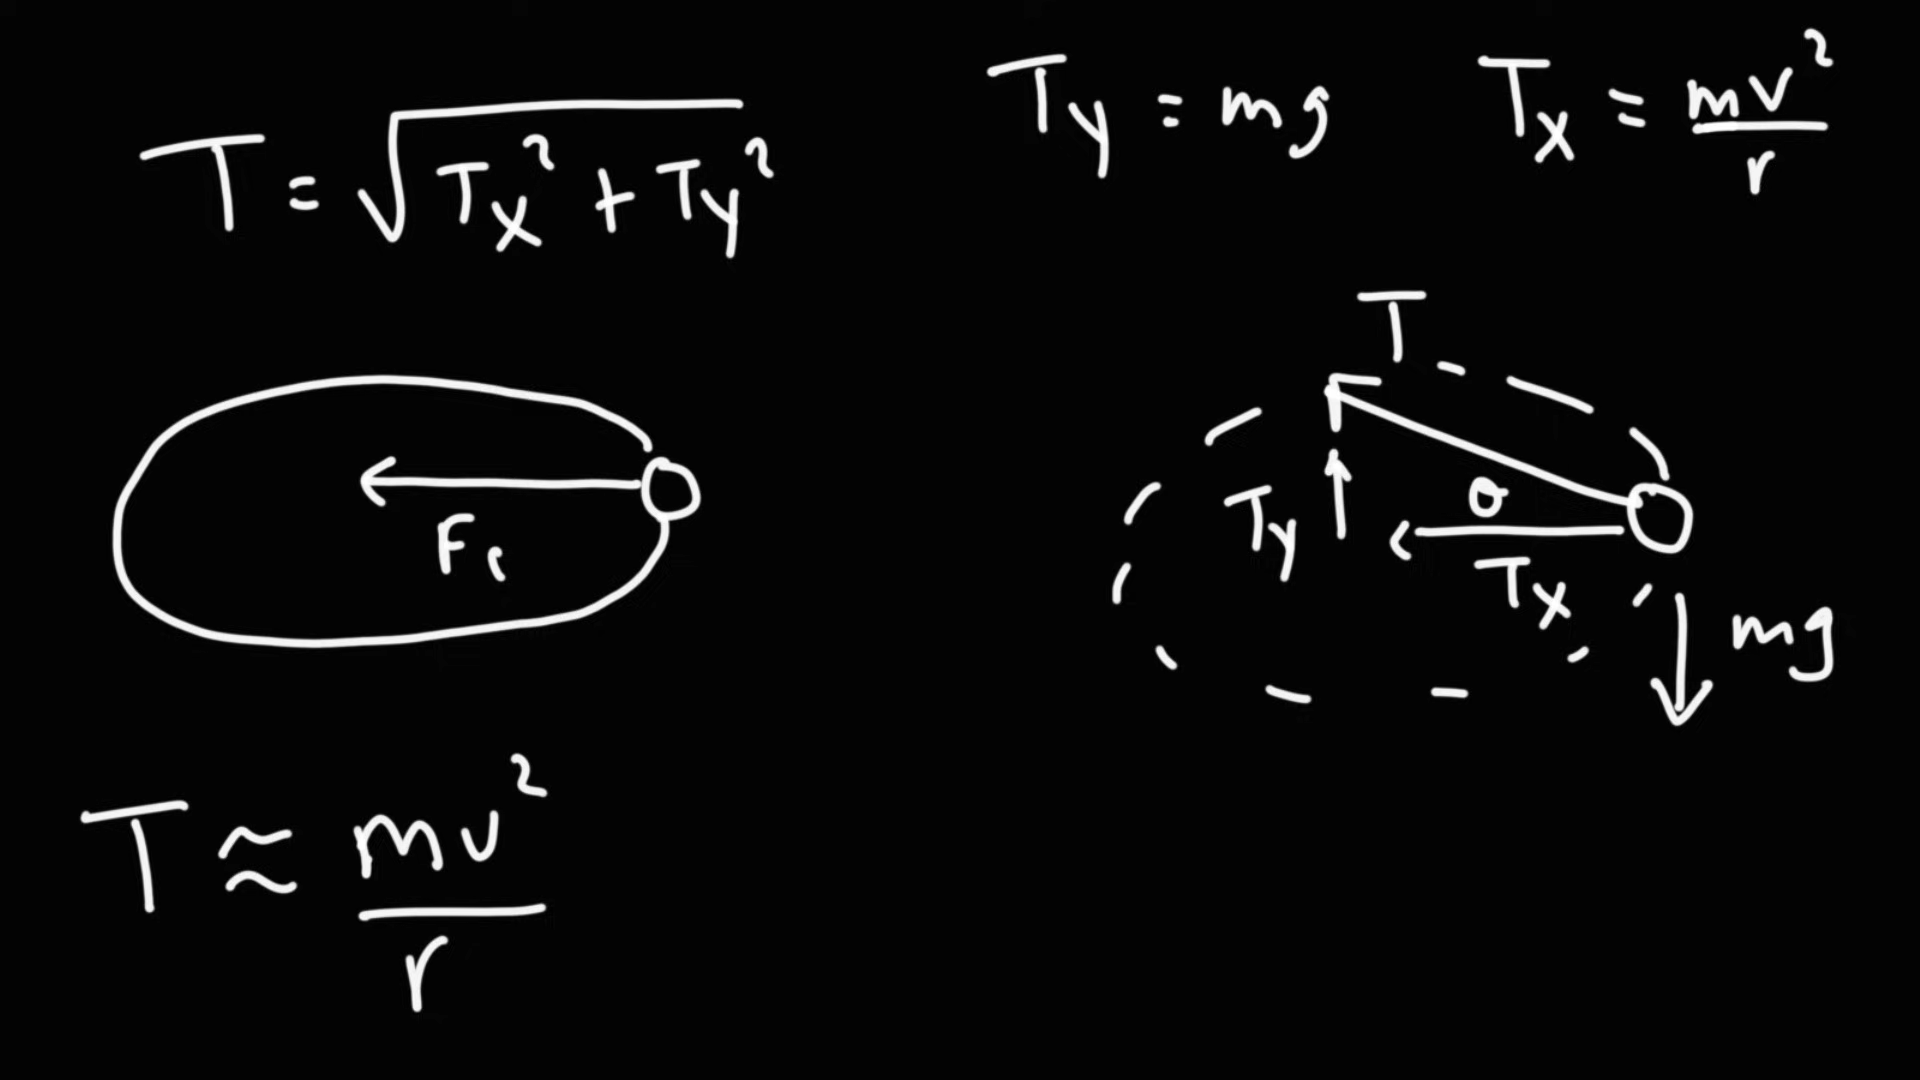 T = √(Tx² + Ty²)
Ty = mg
Tx = mv²/r
Fc
T
Ty
θ
Tx
mg
T ≈ mv²/r